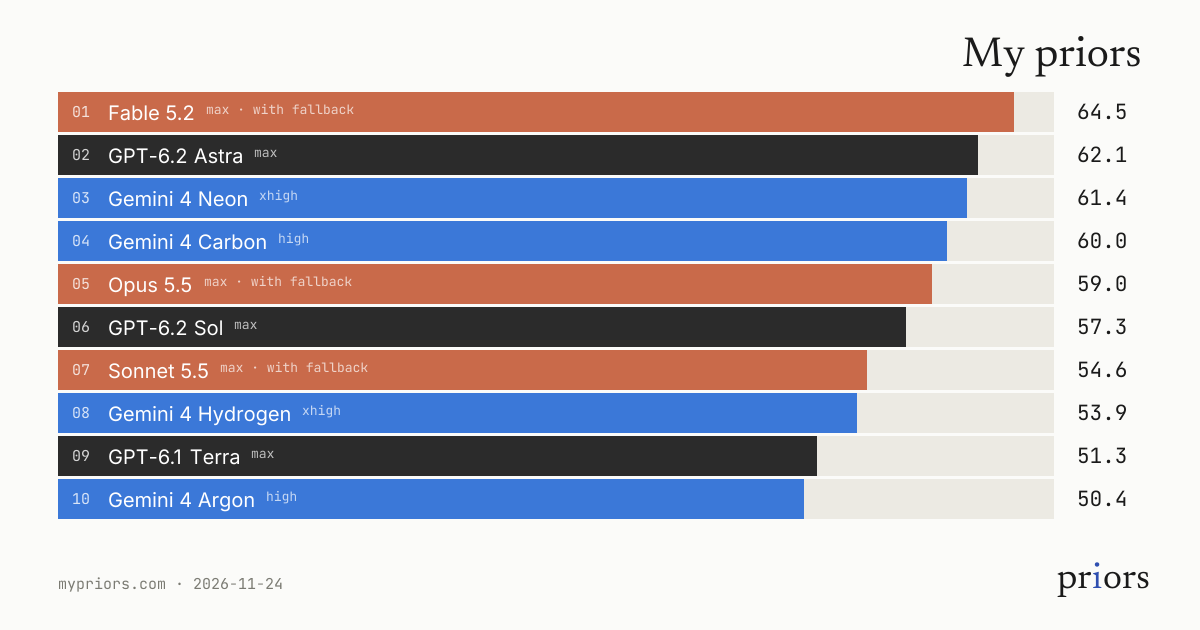 My priors
01 Fable 5.2 max · with fallback 64.5
02 GPT-6.2 Astra max 62.1
03 Gemini 4 Neon xhigh 61.4
04 Gemini 4 Carbon high 60.0
05 Opus 5.5 max · with fallback 59.0
06 GPT-6.2 Sol max 57.3
07 Sonnet 5.5 max · with fallback 54.6
08 Gemini 4 Hydrogen xhigh 53.9
09 GPT-6.1 Terra max 51.3
10 Gemini 4 Argon high 50.4
mypriors.com · 2026-11-24
priors